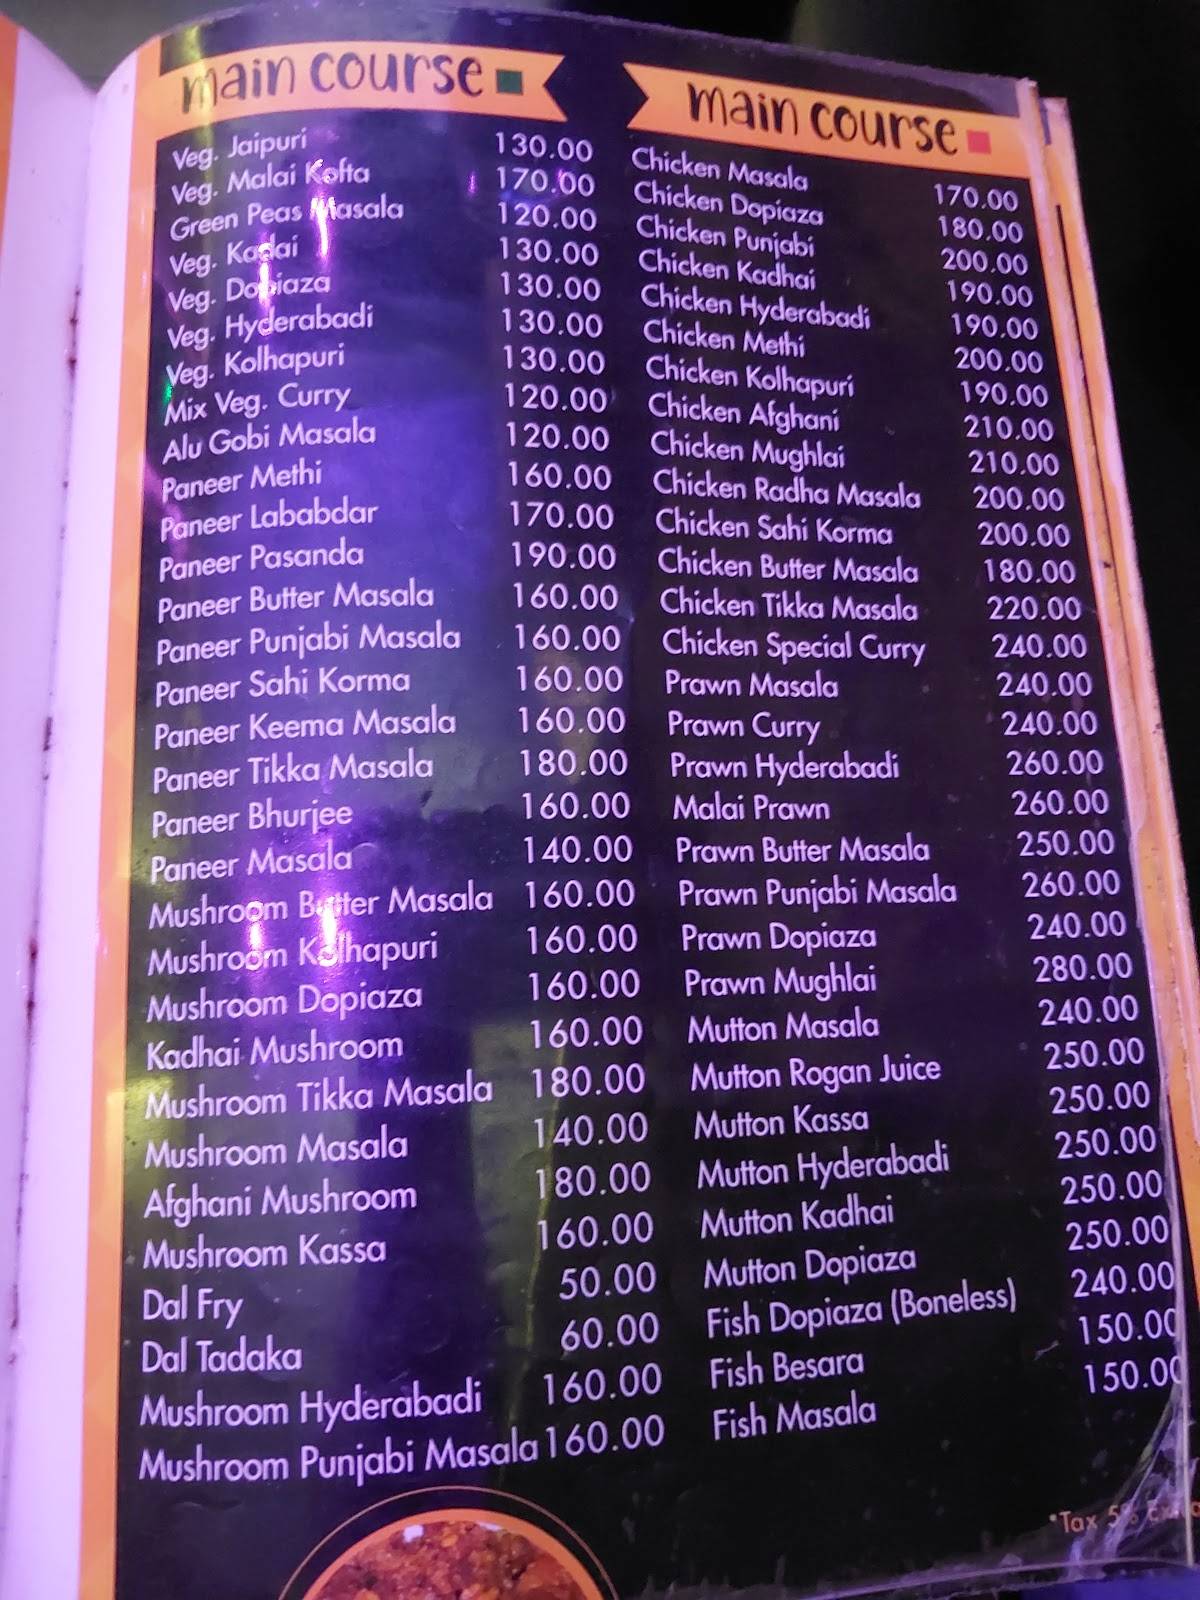 main course
Veg. Jaipuri 130.00
Veg. Malai Kofta 170.00
Green Peas Masala 120.00
Veg. Kadai 130.00
Veg. Dopiaza 130.00
Veg. Hyderabadi 130.00
Veg. Kolhapuri 130.00
Mix Veg. Curry 120.00
Alu Gobi Masala 120.00
Paneer Methi 160.00
Paneer Lababdar 170.00
Paneer Pasanda 190.00
Paneer Butter Masala 160.00
Paneer Punjabi Masala 160.00
Paneer Sahi Korma 160.00
Paneer Keema Masala 160.00
Paneer Tikka Masala 180.00
Paneer Bhurjee 160.00
Paneer Masala 140.00
Mushroom Butter Masala 160.00
Mushroom Kolhapuri 160.00
Mushroom Dopiaza 160.00
Kadhai Mushroom 160.00
Mushroom Tikka Masala 180.00
Mushroom Masala 140.00
Afghani Mushroom 180.00
Mushroom Kassa 160.00
Dal Fry 50.00
Dal Tadaka 60.00
Mushroom Hyderabadi 160.00
Mushroom Punjabi Masala 160.00
main course
Chicken Masala 170.00
Chicken Dopiaza 180.00
Chicken Punjabi 200.00
Chicken Kadhai 190.00
Chicken Hyderabadi 190.00
Chicken Methi 200.00
Chicken Kolhapuri 190.00
Chicken Afghani 210.00
Chicken Mughlai 210.00
Chicken Radha Masala 200.00
Chicken Sahi Korma 200.00
Chicken Butter Masala 180.00
Chicken Tikka Masala 220.00
Chicken Special Curry 240.00
Prawn Masala 240.00
Prawn Curry 240.00
Prawn Hyderabadi 260.00
Malai Prawn 260.00
Prawn Butter Masala 250.00
Prawn Punjabi Masala 260.00
Prawn Dopiaza 240.00
Prawn Mughlai 280.00
Mutton Masala 240.00
Mutton Rogan Juice 250.00
Mutton Kassa 250.00
Mutton Hyderabadi 250.00
Mutton Kadhai 250.00
Mutton Dopiaza 250.00
Fish Dopiaza (Boneless) 240.00
Fish Besara 150.00
Fish Masala 150.00
*Tax 5%